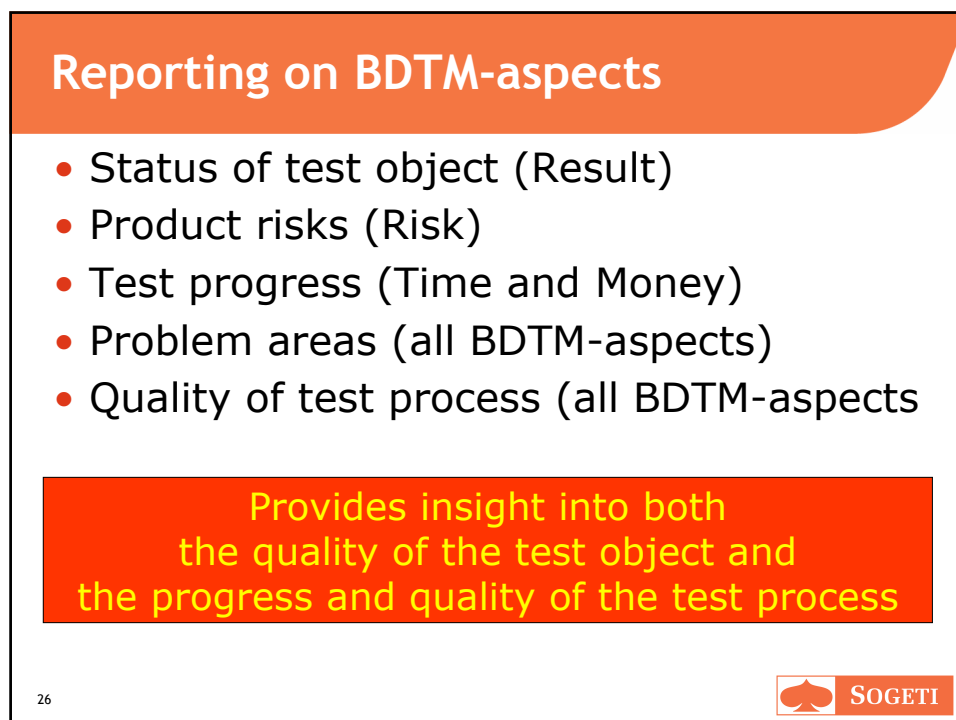 Reporting on BDTM-aspects
• Status of test object (Result)
• Product risks (Risk)
• Test progress (Time and Money)
• Problem areas (all BDTM-aspects)
• Quality of test process (all BDTM-aspects
Provides insight into both
the quality of the test object and
the progress and quality of the test process
26
SOGETI